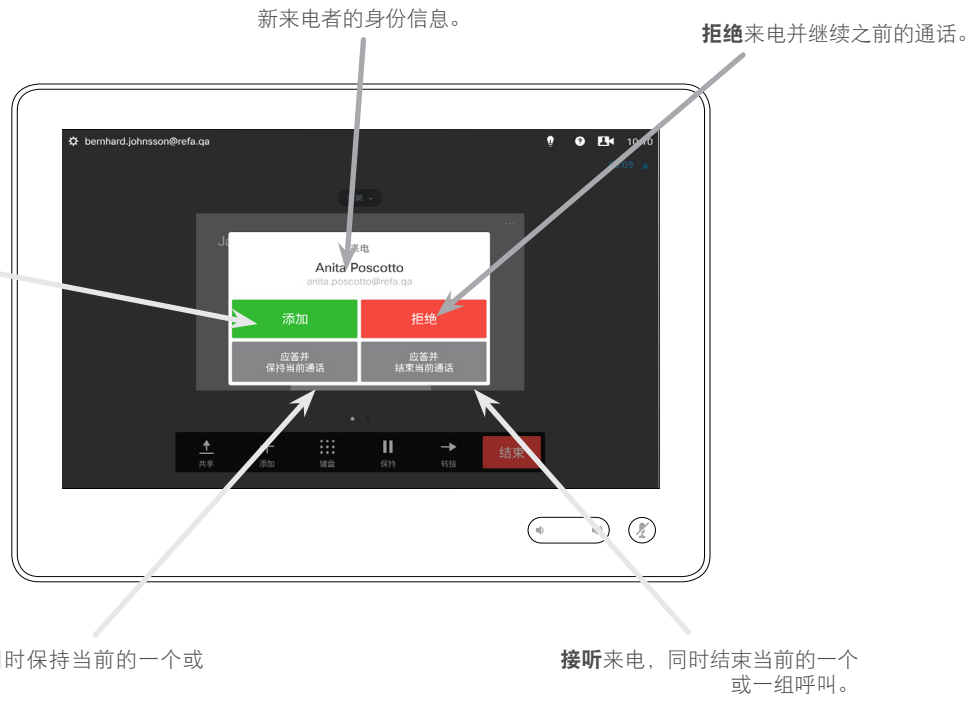 新来电者的身份信息。
拒绝来电并继续之前的通话。
bernhard.johnsson@refa.qa
来电
Anita Poscotto
anita.poscotto@refa.qa
添加
拒绝
应答并
保持当前通话
应答并
结束当前通话
共享
添加
键盘
保持
转接
结束
时保持当前的一个或
接听来电，同时结束当前的一个
或一组呼叫。